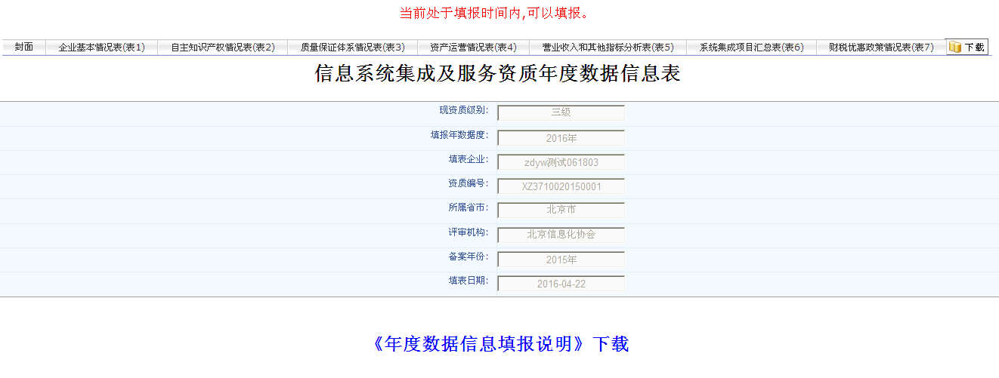 当前处于填报时间内,可以填报。
封面 企业基本情况表(表1) 自主知识产权情况表(表2) 质量保证体系情况表(表3) 资产运营情况表(表4) 营业收入和其他指标分析表(表5) 系统集成项目汇总表(表6) 财税优惠政策情况表(表7) 下载
信息系统集成及服务资质年度数据信息表
现资质级别: 三级
填报年数据度: 2016年
填表企业: zdyw测试061803
资质编号: XZ3710020150001
所属省市: 北京市
评审机构: 北京信息化协会
备案年份: 2015年
填表日期: 2016-04-22
《年度数据信息填报说明》下载